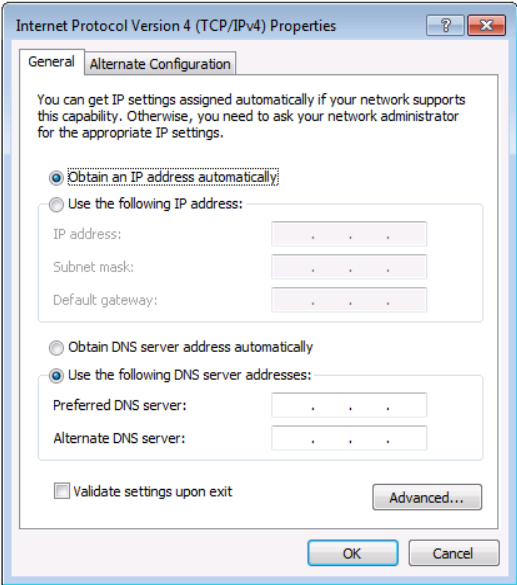 Internet Protocol Version 4 (TCP/IPv4) Properties
?
General
Alternate Configuration
You can get IP settings assigned automatically if your network supports
this capability. Otherwise, you need to ask your network administrator
for the appropriate IP settings.
Obtain an IP address automatically
Use the following IP address:
IP address:
. . .
Subnet mask:
. . .
Default gateway:
. . .
Obtain DNS server address automatically
Use the following DNS server addresses:
Preferred DNS server:
. . .
Alternate DNS server:
. . .
Validate settings upon exit
Advanced...
OK
Cancel